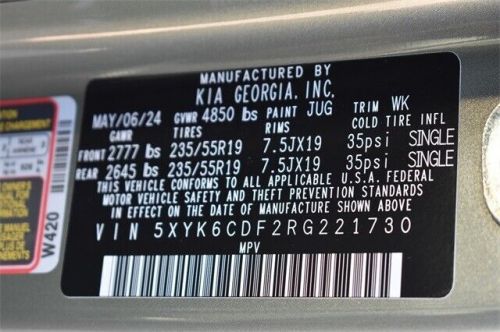 MANUFACTURED BY
KIA GEORGIA. INC.
MAY/06/24 GVWR 4850 lbs PAINT JUG TRIM WK
GAWR TIRES RIMS COLD TIRE INFL
FRONT 2777 lbs 235/55R19 7.5JX19 35psi SINGLE
REAR 2645 lbs 235/55R19 7.5JX19 35psi SINGLE
THIS VEHICLE CONFORMS TO ALL APPLICABLE U.S.A. FEDERAL
MOTOR VEHICLE SAFETY AND THEFT PREVENTION STANDARDS
IN EFFECT ON THE DATE OF MANUFACTURE SHOWN ABOVE.
VIN 5XYK6CDF2RG221730
MPV
W420